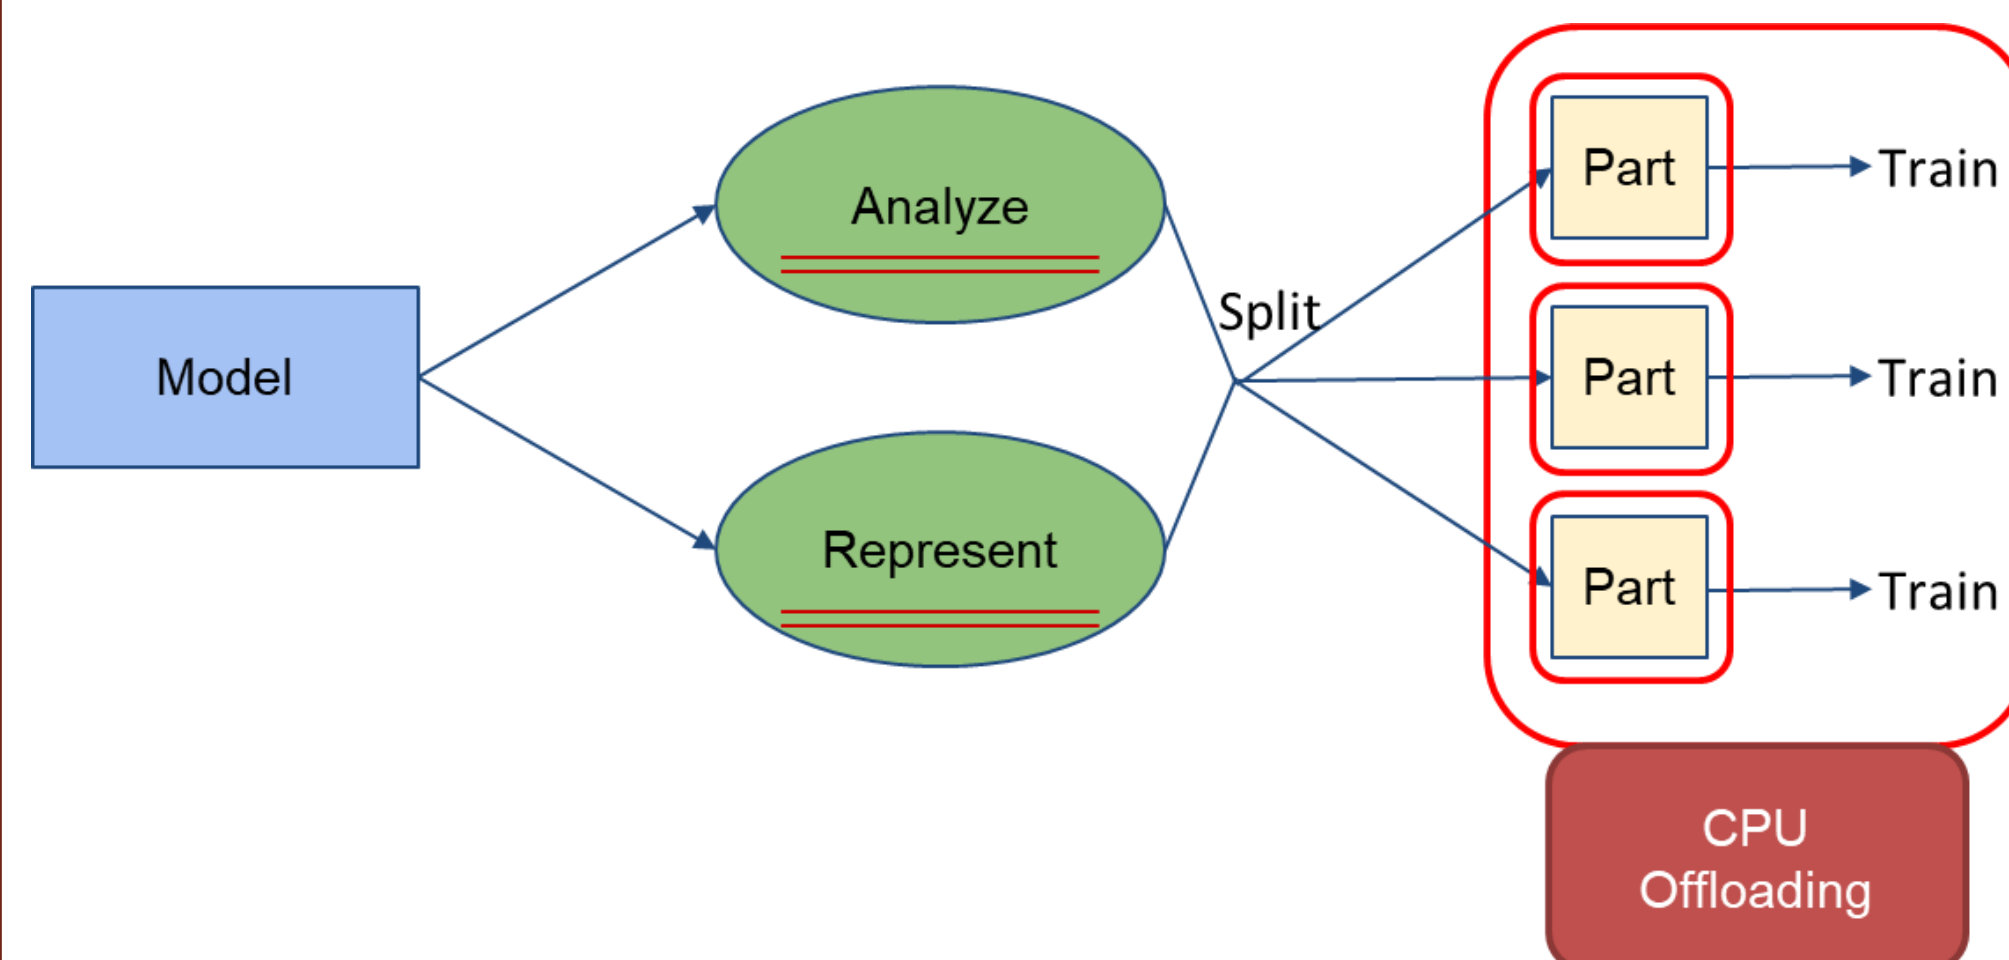 Model
Analyze
Represent
Split
Part
Train
Part
Train
Part
Train
CPU
Offloading